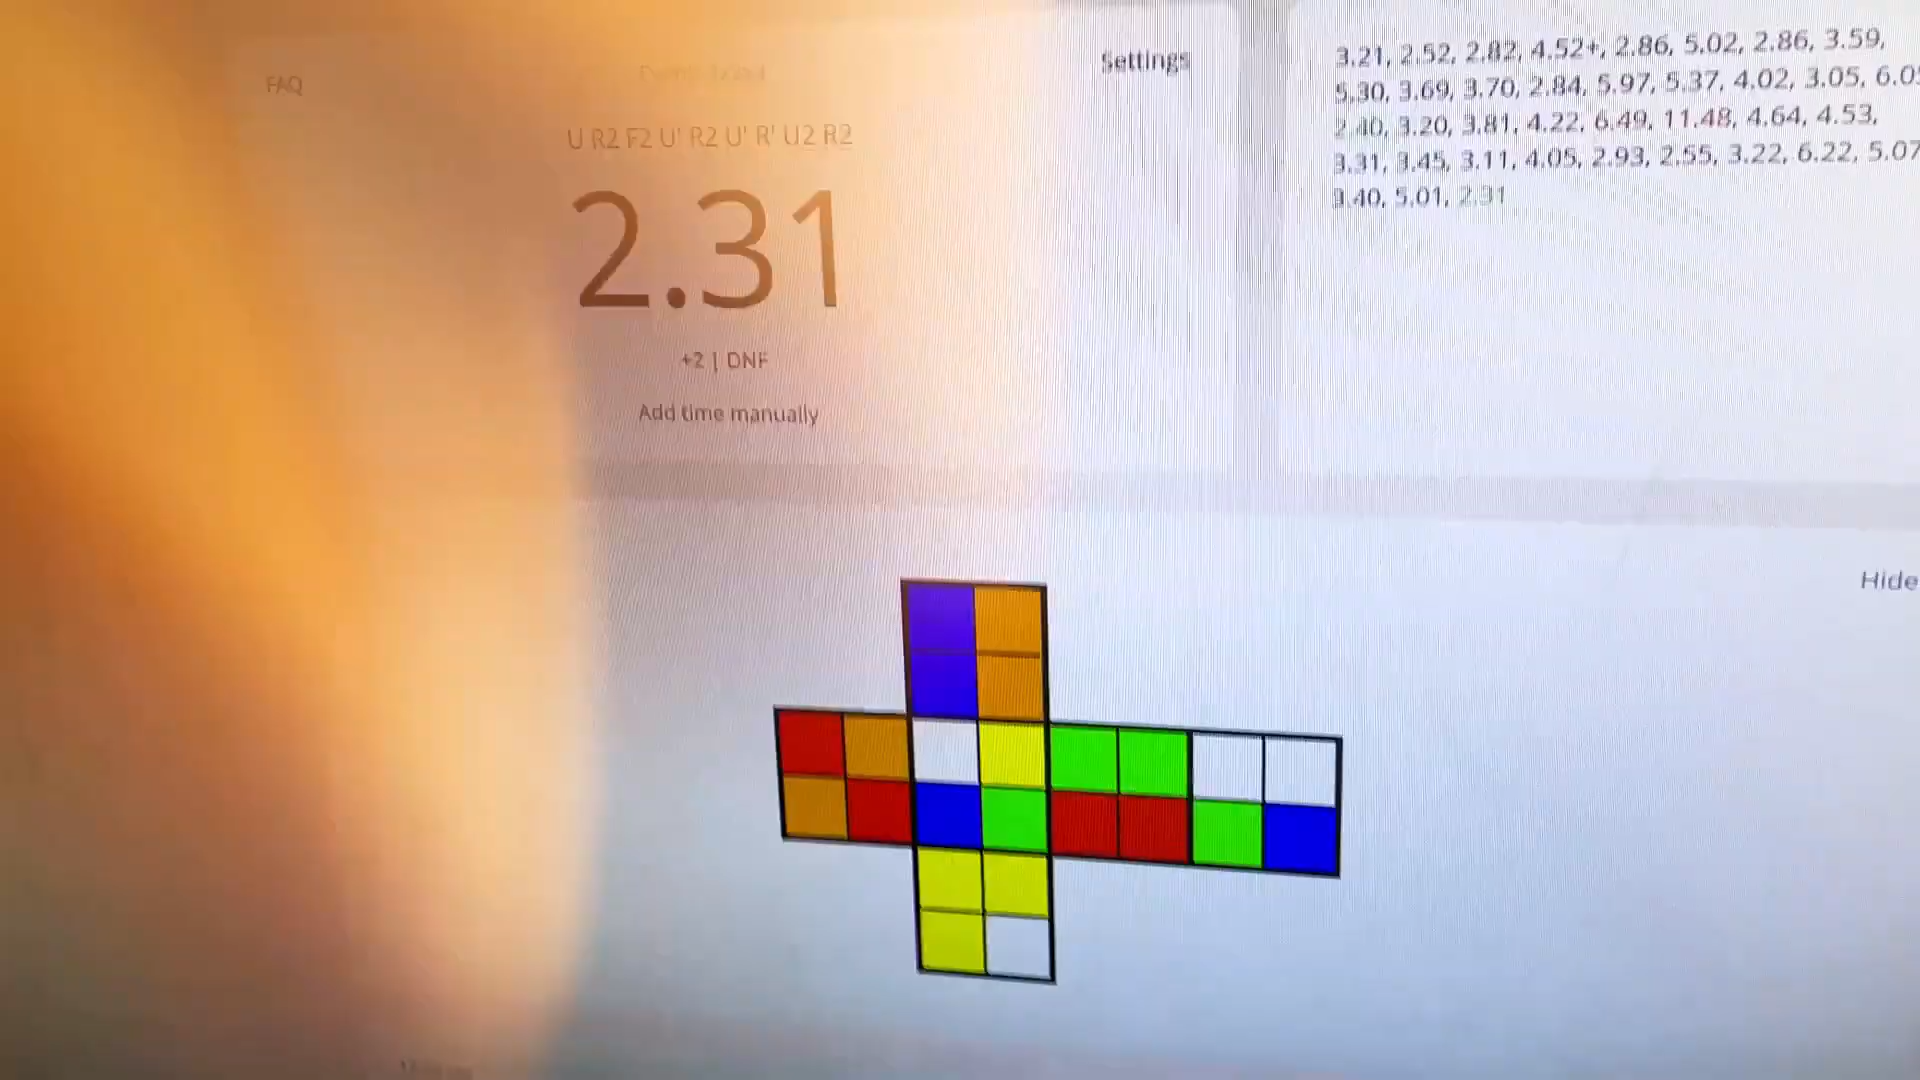 FAQ
Settings
U R2 F2 U' R2 U' R' U2 R2
2.31
+2 | DNF
Add time manually
3.21, 2.52, 2.82, 4.52+, 2.86, 5.02, 2.86, 3.59,
5.30, 3.69, 3.70, 2.84, 5.97, 5.37, 4.02, 3.05,
2.40, 3.20, 3.81, 4.22, 6.49, 11.48, 4.64, 4.53,
3.31, 3.45, 3.11, 4.05, 2.93, 2.55, 3.22, 6.22, 5.07
3.40, 5.01, 2.31
Hide